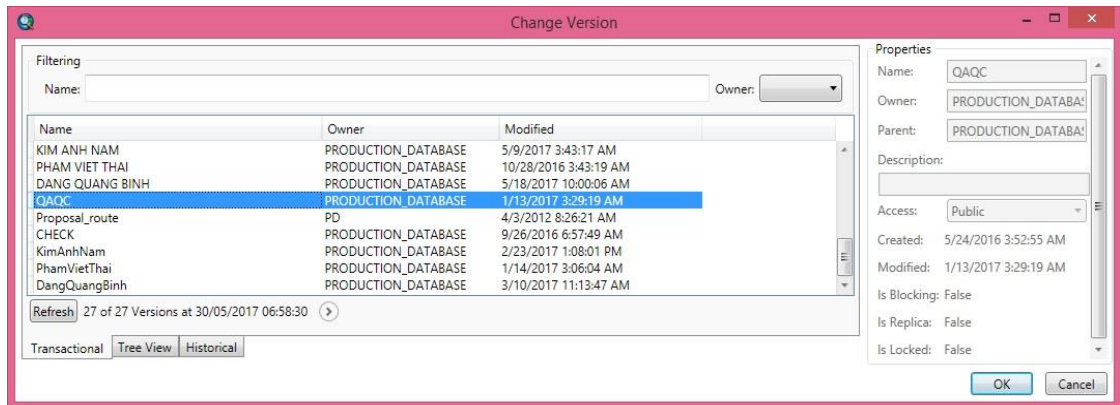 Change Version
Filtering
Name: Owner:
Name Owner Modified
KIM ANH NAM PRODUCTION_DATABASE 5/9/2017 3:43:17 AM
PHAM VIET THAI PRODUCTION_DATABASE 10/28/2016 3:43:19 AM
DANG QUANG BINH PRODUCTION_DATABASE 5/18/2017 10:00:06 AM
QAQC PRODUCTION_DATABASE 1/13/2017 3:29:19 AM
Proposal_route PD 4/3/2012 8:26:21 AM
CHECK PRODUCTION_DATABASE 9/26/2016 6:57:49 AM
KimAnhNam PRODUCTION_DATABASE 2/23/2017 1:08:01 PM
PhamVietThai PRODUCTION_DATABASE 1/14/2017 3:06:04 AM
DangQuangBinh PRODUCTION_DATABASE 3/10/2017 11:13:47 AM
Refresh 27 of 27 Versions at 30/05/2017 06:58:30
Transactional Tree View Historical
Properties
Name: QAQC
Owner: PRODUCTION_DATABA
Parent: PRODUCTION_DATABA
Description:
Access: Public
Created: 5/24/2016 3:52:55 AM
Modified: 1/13/2017 3:29:19 AM
Is Blocking: False
Is Replica: False
Is Locked: False
OK Cancel